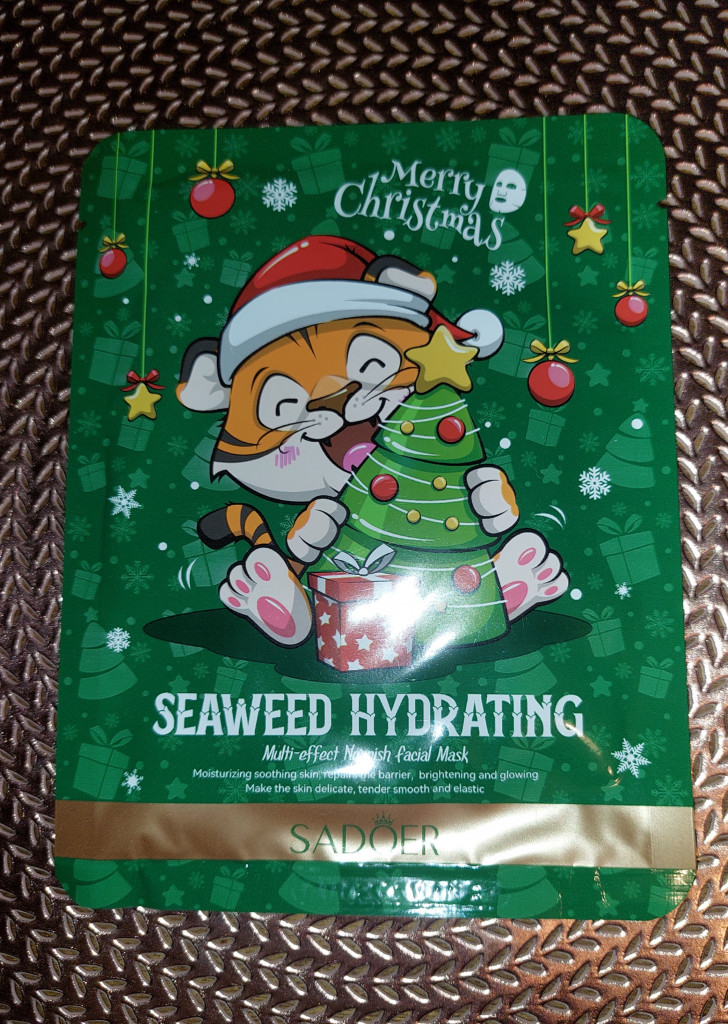 Merry
Christmas
SEAWEED HYDRATING
Multi-effect Nourish facial Mask
Moisturizing soothing skin, repairs the barrier, brightening and glowing
Make the skin delicate, tender smooth and elastic
SADOER